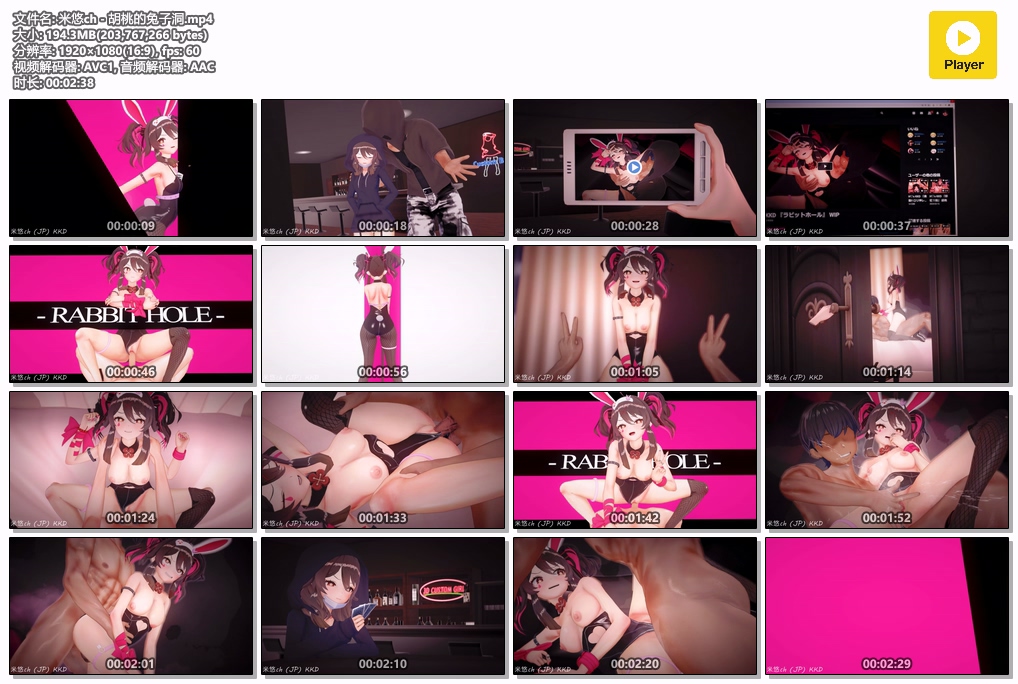 文件名: 米悠ch - 胡桃的兔子洞.mp4
大小: 194.3MB(203,767,266 bytes)
分辨率: 1920×1080(16:9), fps: 60
视频解码器: AVC1, 音频解码器: AAC
时长: 00:02:38
Player
00:00:09
米悠ch (JP) KKD
00:00:18
米悠ch (JP) KKD
00:00:28
米悠ch (JP) KKD
いいね
ユーザーの他の投稿
KKD 『ラビットホール』 WIP
00:00:37
米悠ch (JP) KKD
- RABBIT HOLE -
00:00:46
米悠ch (JP) KKD
00:00:56
米悠ch (JP) KKD
00:01:05
米悠ch (JP) KKD
00:01:14
米悠ch (JP) KKD
00:01:24
米悠ch (JP) KKD
00:01:33
米悠ch (JP) KKD
- RAB OLE -
00:01:42
米悠ch (JP) KKD
00:01:52
米悠ch (JP) KKD
00:02:01
米悠ch (JP) KKD
JP CUSTOM GIRL
00:02:10
米悠ch (JP) KKD
00:02:20
米悠ch (JP) KKD
00:02:29
米悠ch (JP) KKD